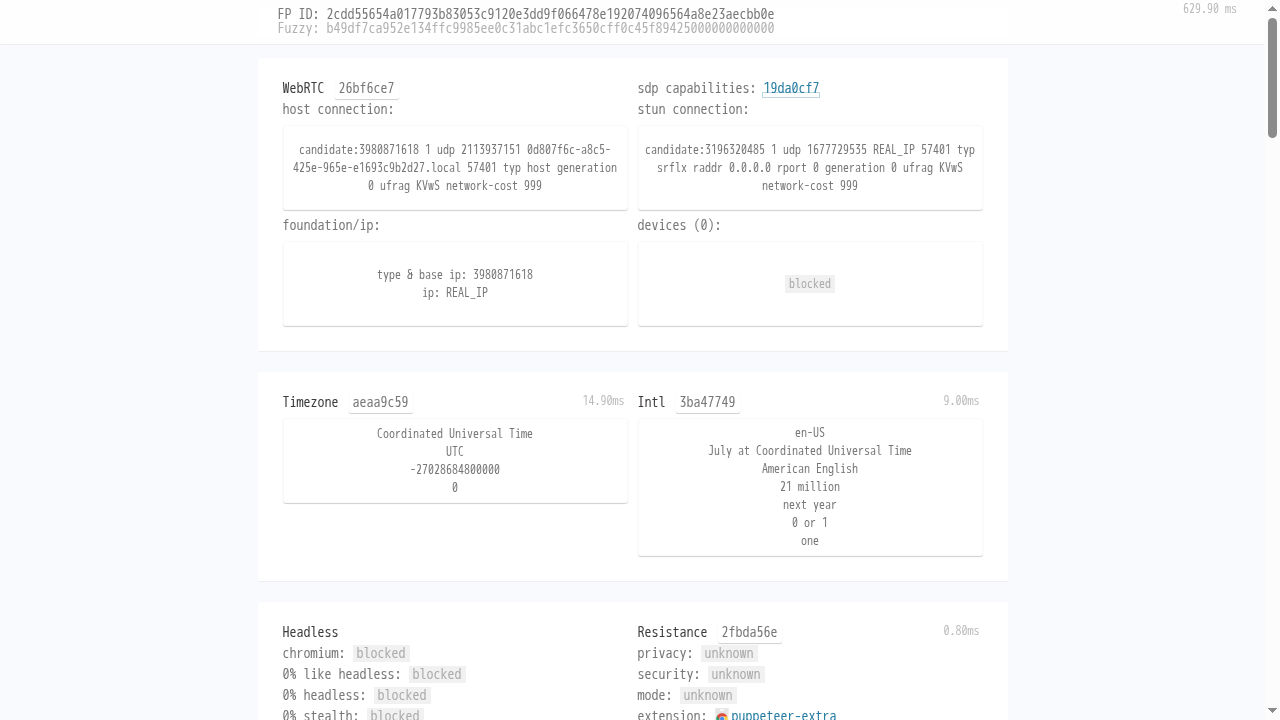 FP ID: 2cdd55654a017793b83053c9120e3dd9f066478e192074096564a8e23aecbb0e
Fuzzy: b49df7ca952e134ffc9985ee0c31abc1efc3650cff0c45f89425000000000000
629.90 ms
WebRTC 26bf6ce7
host connection:
candidate:3980871618 1 udp 2113937151 0d807f6c-a8c5-
425e-965e-e1693c9b2d27.local 57401 typ host generation
0 ufrag KVwS network-cost 999
foundation/ip:
type & base ip: 3980871618
ip: REAL_IP
sdp capabilities: 19da0cf7
stun connection:
candidate:3196320485 1 udp 1677729535 REAL_IP 57401 typ
srflx raddr 0.0.0.0 rport 0 generation 0 ufrag KVwS
network-cost 999
devices (0):
blocked
Timezone aeaa9c59 14.90ms
Coordinated Universal Time
UTC
-27028684800000
0
Intl 3ba47749 9.00ms
en-US
July at Coordinated Universal Time
American English
21 million
next year
0 or 1
one
Headless
chromium: blocked
0% like headless: blocked
0% headless: blocked
0% stealth: blocked
Resistance 2fbda56e 0.80ms
privacy: unknown
security: unknown
mode: unknown
extension: puppeteer-extra